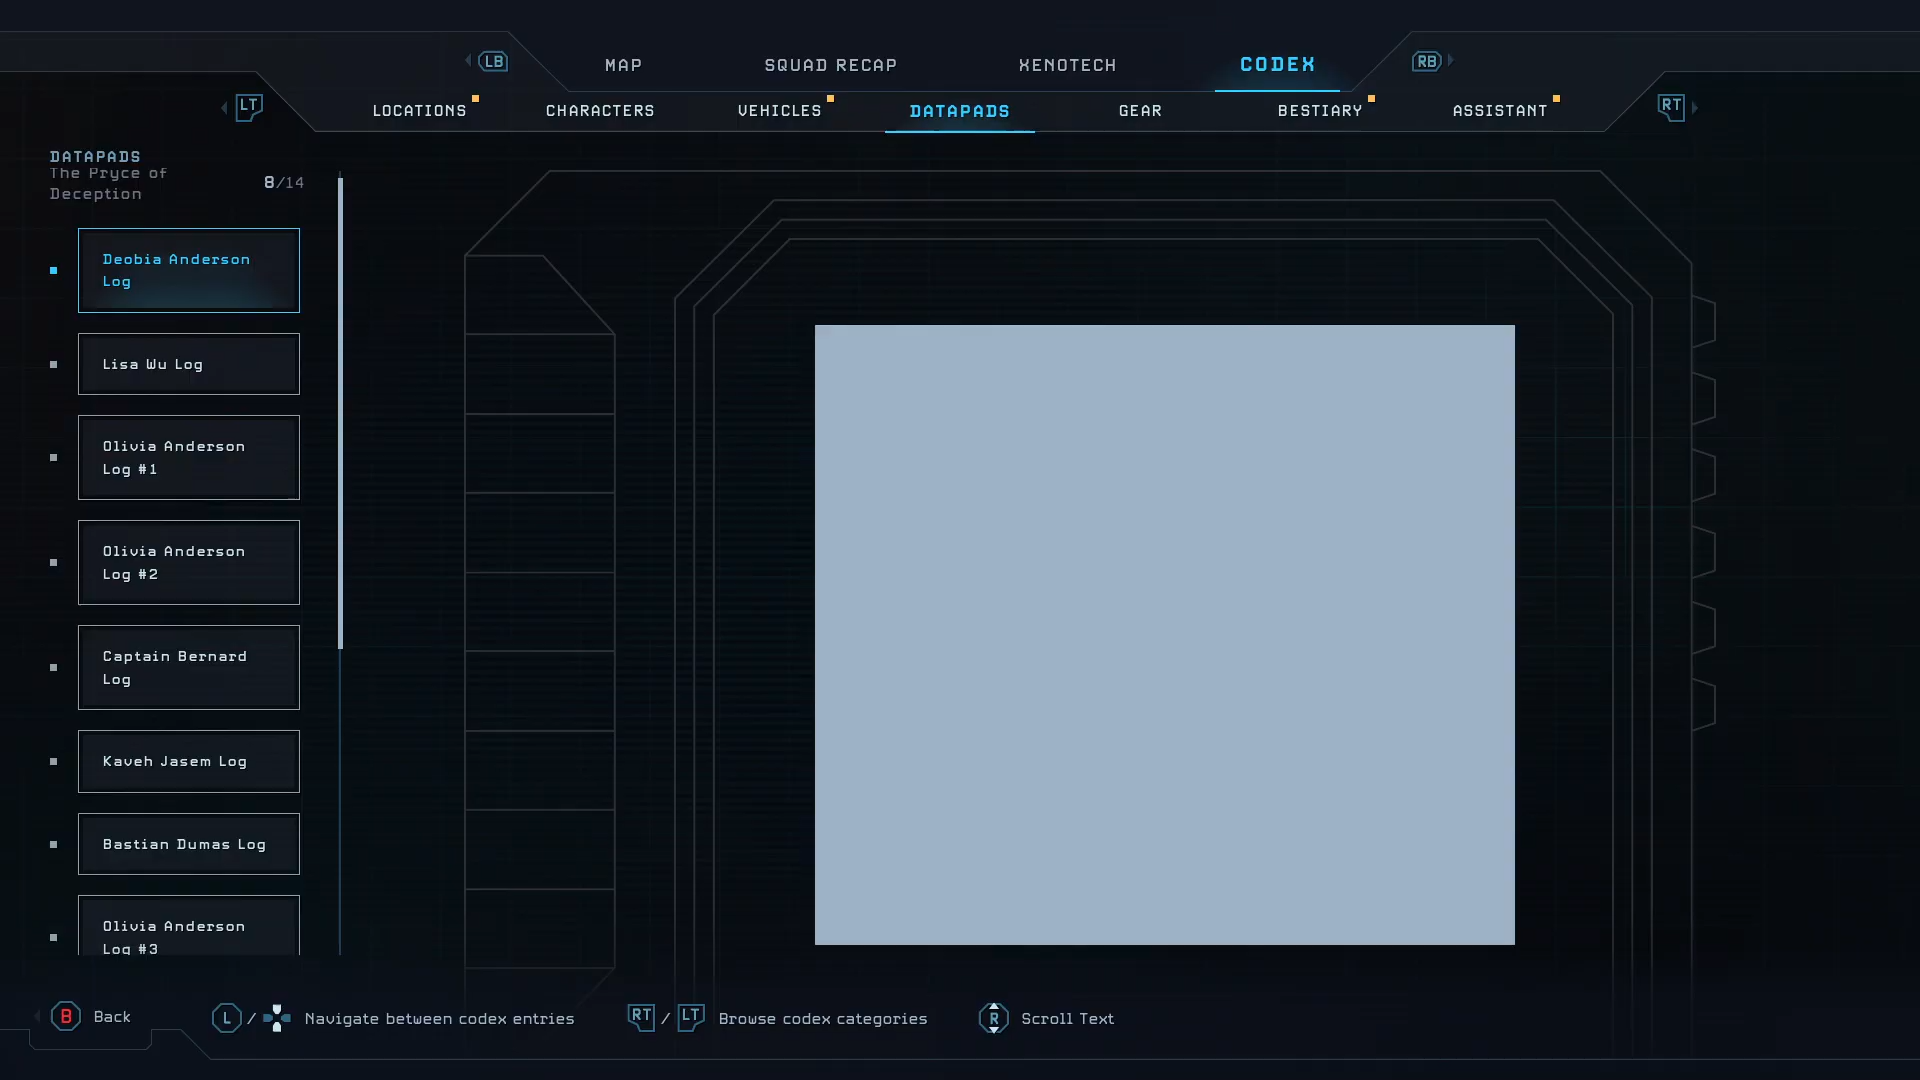 LB
MAP
SQUAD RECAP
XENOTECH
CODEX
RB
LT
LOCATIONS
CHARACTERS
VEHICLES
DATAPADS
GEAR
BESTIARY
ASSISTANT
RT
DATAPADS
The Pryce of
Deception
8/14
Deobia Anderson
Log
Lisa Wu Log
Olivia Anderson
Log #1
Olivia Anderson
Log #2
Captain Bernard
Log
Kaveh Jasem Log
Bastian Dumas Log
Olivia Anderson
Log #3
B Back
L / Navigate between codex entries
RT / LT Browse codex categories
R Scroll Text